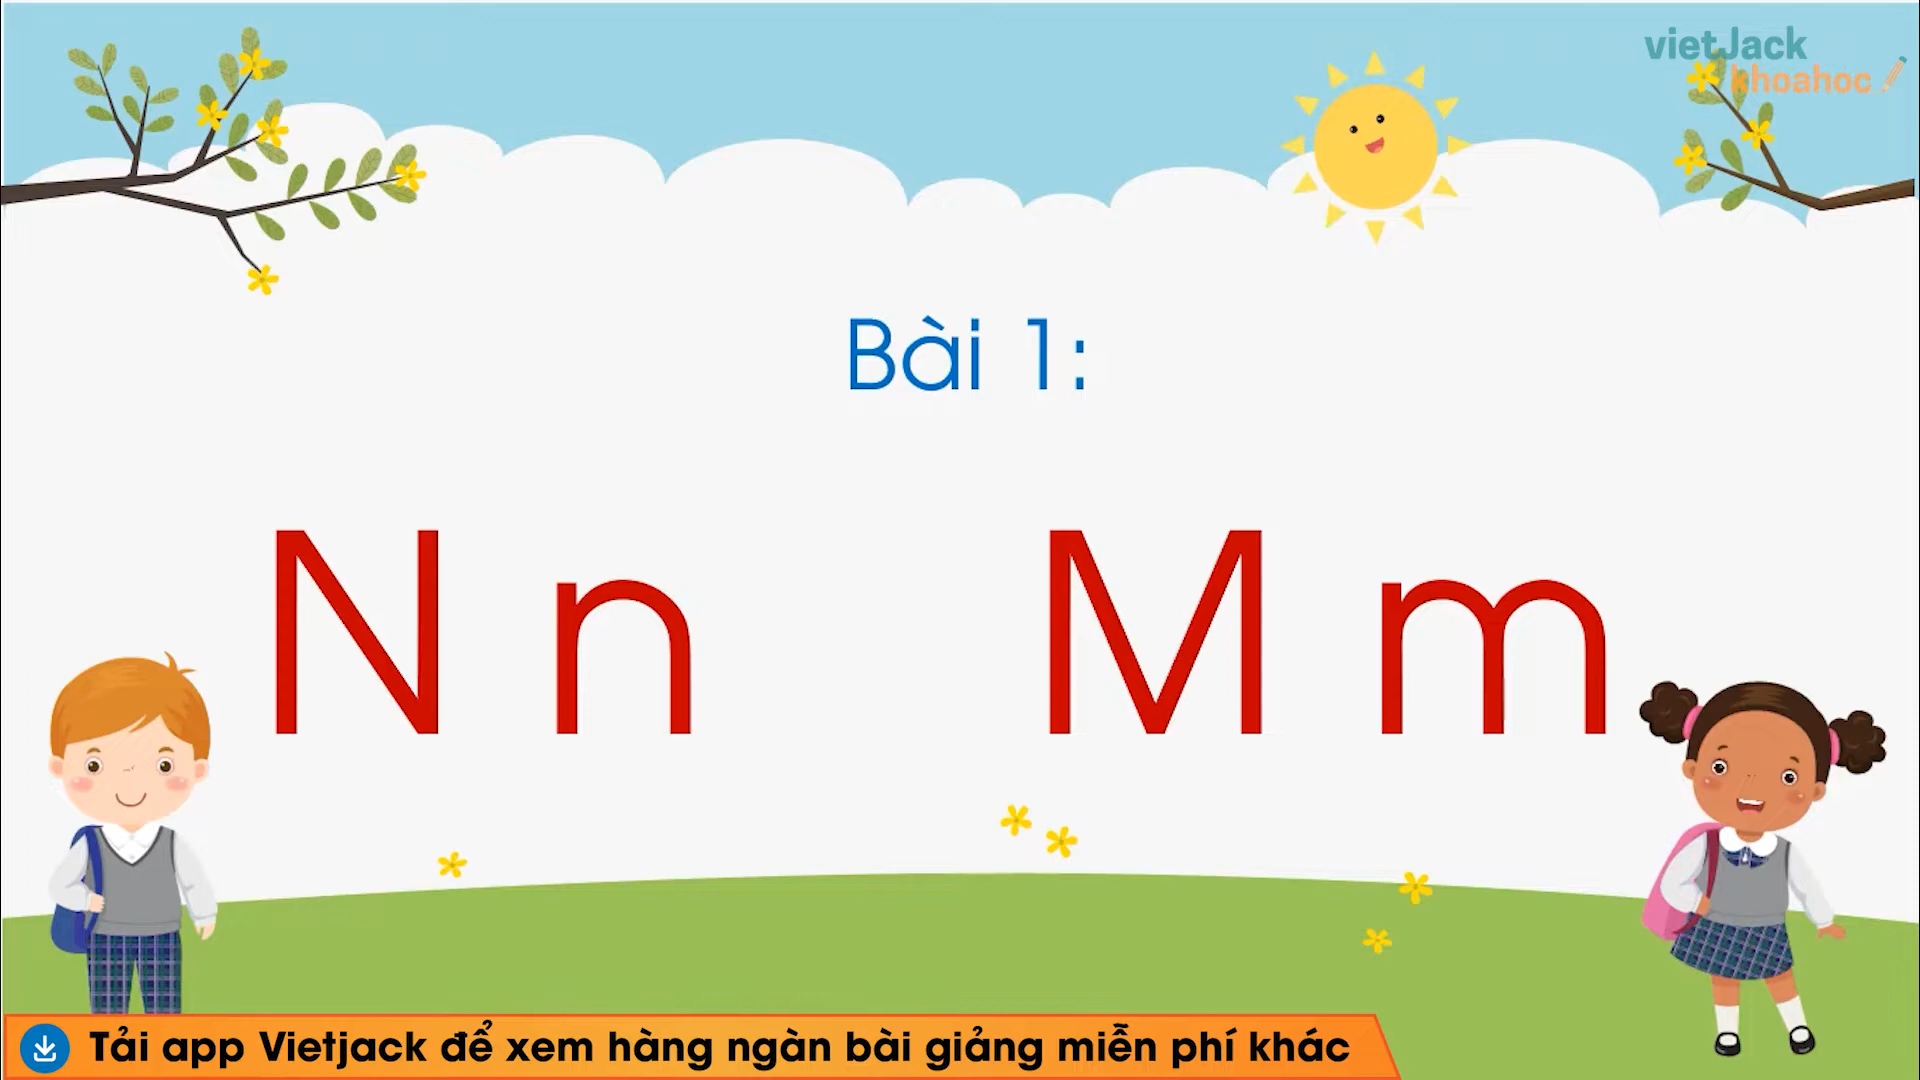 vietJack
khoahoc
Bài 1:
N n M m
Tải app Vietjack để xem hàng ngàn bài giảng miễn phí khác